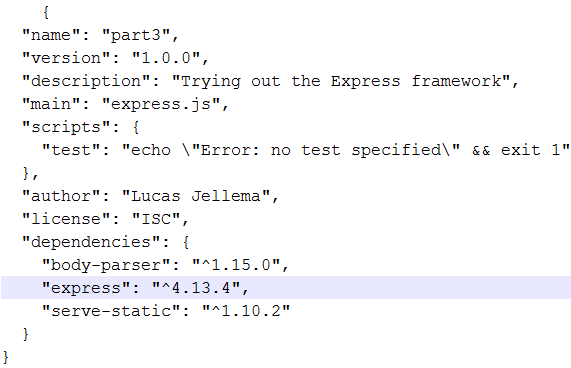 {
"name": "part3",
"version": "1.0.0",
"description": "Trying out the Express framework",
"main": "express.js",
"scripts": {
"test": "echo \"Error: no test specified\" && exit 1"
},
"author": "Lucas Jellema",
"license": "ISC",
"dependencies": {
"body-parser": "^1.15.0",
"express": "^4.13.4",
"serve-static": "^1.10.2"
}
}